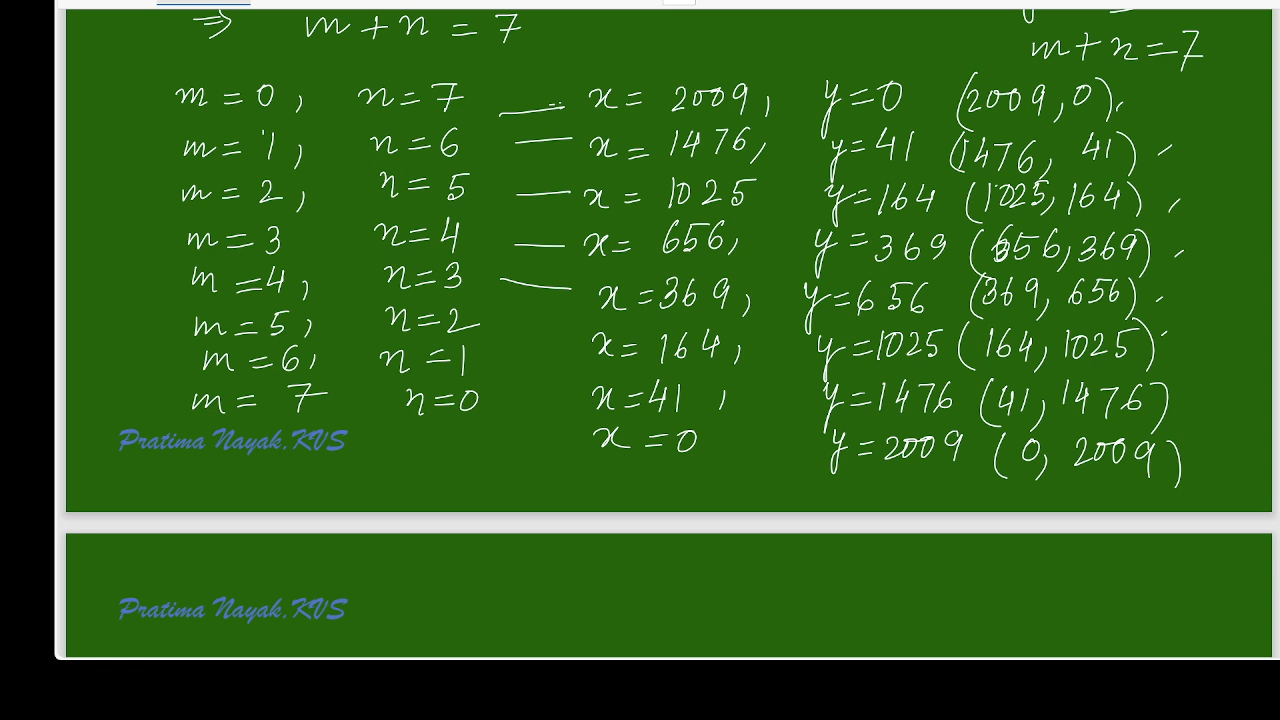 ⇒ m + n = 7
m + n = 7
m = 0, n = 7 — x = 2009, y = 0 (2009, 0),
m = 1, n = 6 — x = 1476, y = 41 (1476, 41),
m = 2, n = 5 — x = 1025 y = 164 (1025, 164),
m = 3 n = 4 — x = 656, y = 369 (656, 369),
m = 4, n = 3 — x = 369, y = 656 (369, 656),
m = 5, n = 2 x = 164, y = 1025 (164, 1025),
m = 6, n = 1 x = 41, y = 1476 (41, 1476)
m = 7 n = 0 x = 0 y = 2009 (0, 2009)
Pratima Nayak,KVS
Pratima Nayak,KVS